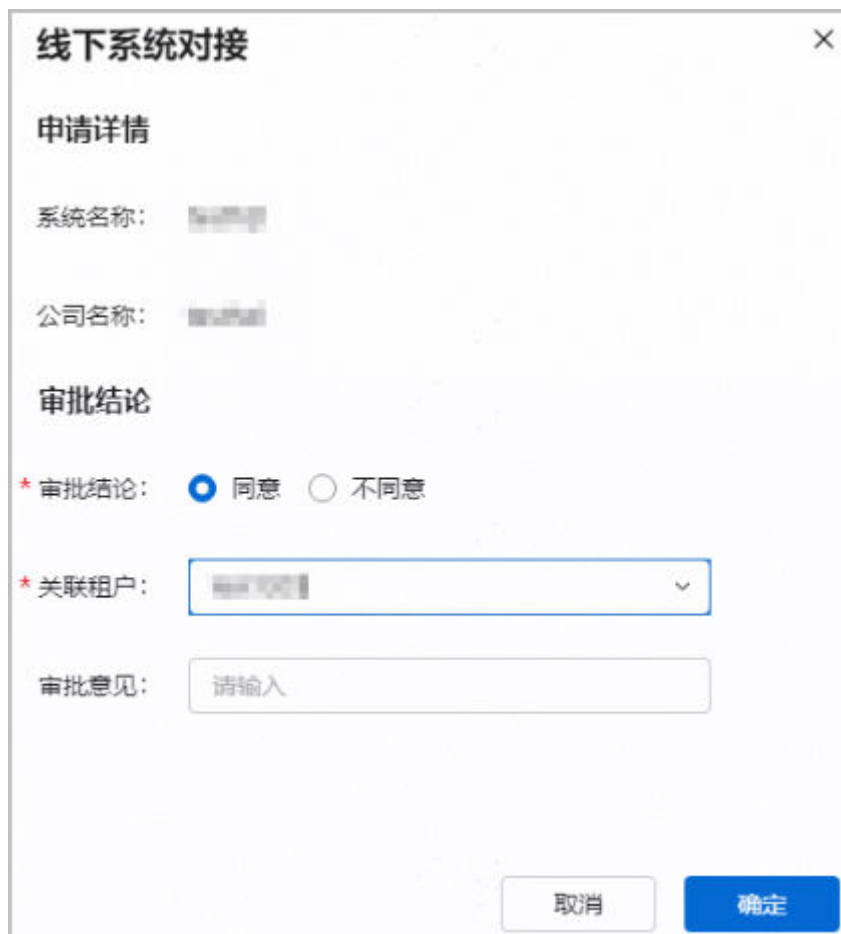 线下系统对接
申请详情
系统名称：
公司名称：
审批结论
* 审批结论： 同意 不同意
* 关联租户：
审批意见： 请输入
取消 确定